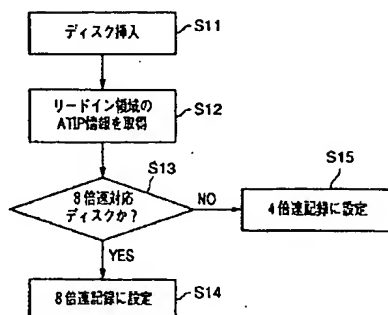 ディスク挿入
S11
リードイン領域の
ATIP情報を取得
S12
S13
8倍速対応
ディスクか?
NO
S15
4倍速記録に設定
YES
8倍速記録に設定
S14